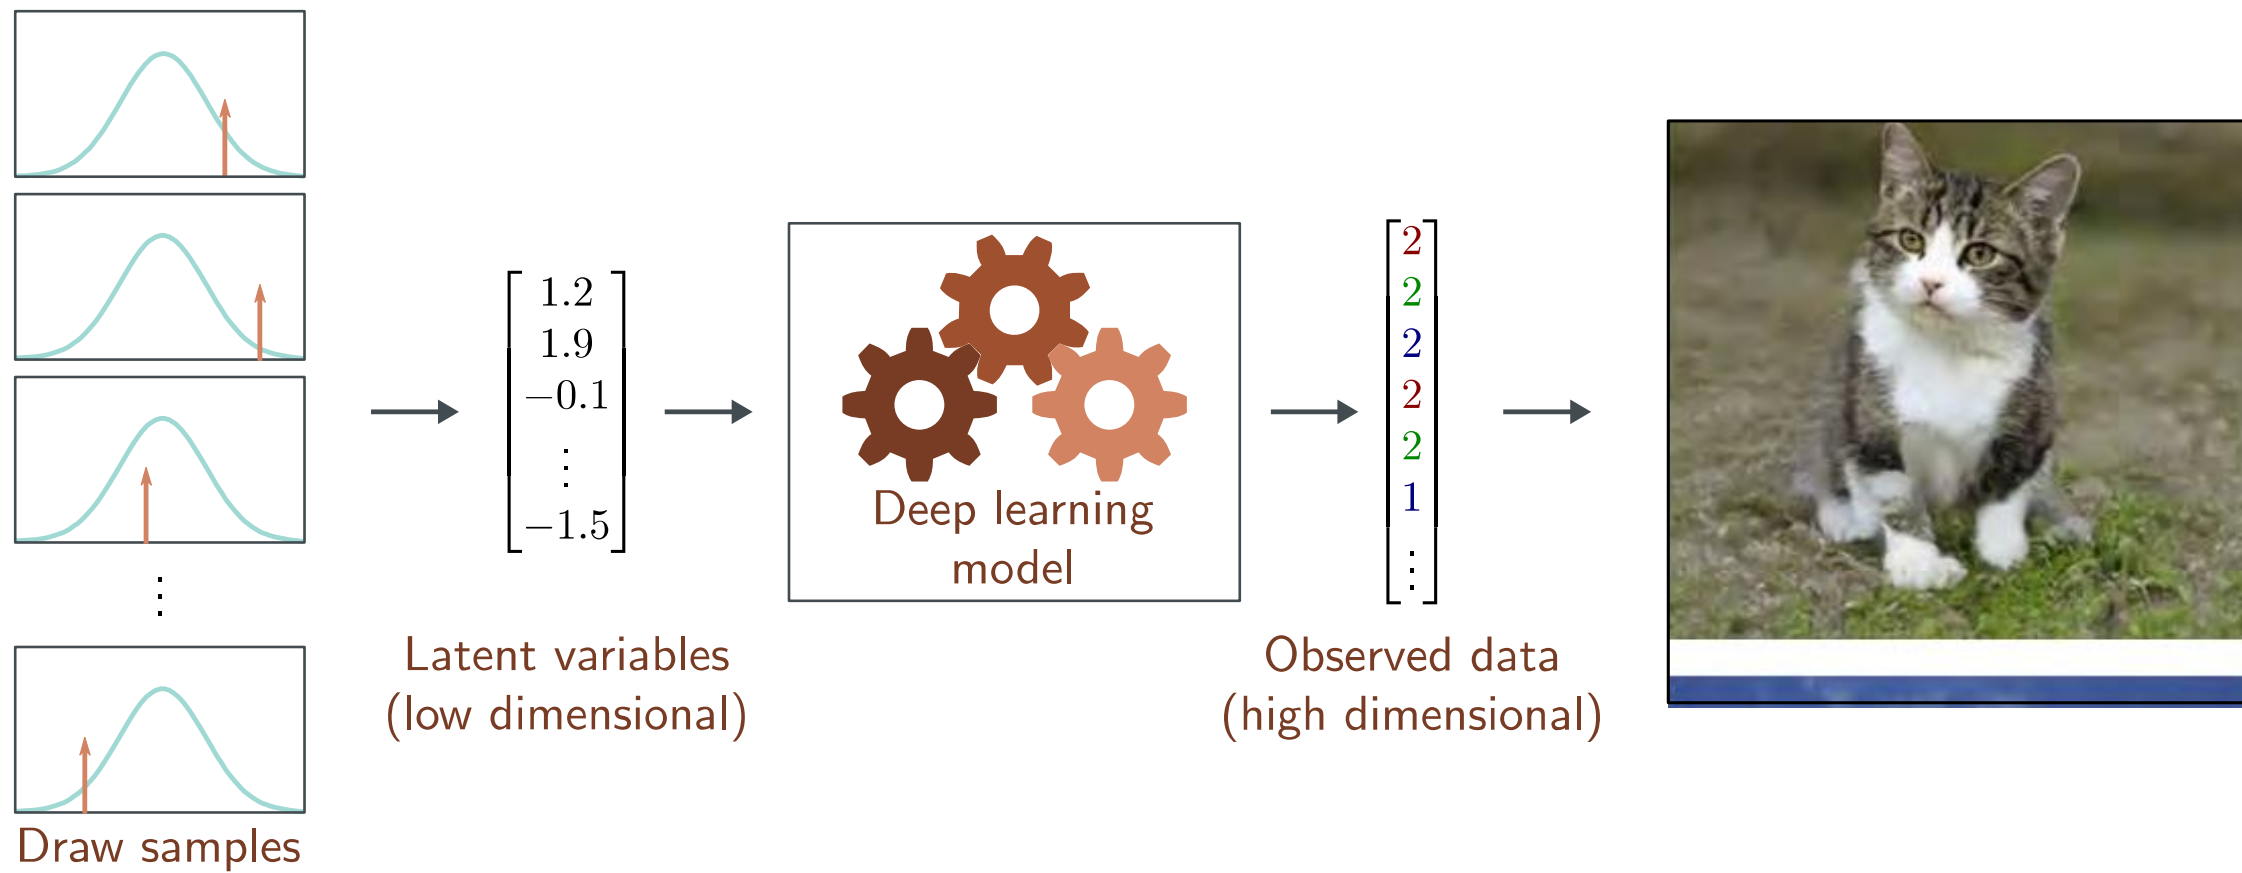 Draw samples
1.2
1.9
−0.1
⋮
−1.5
Latent variables
(low dimensional)
Deep learning
model
2
2
2
2
2
1
⋮
Observed data
(high dimensional)